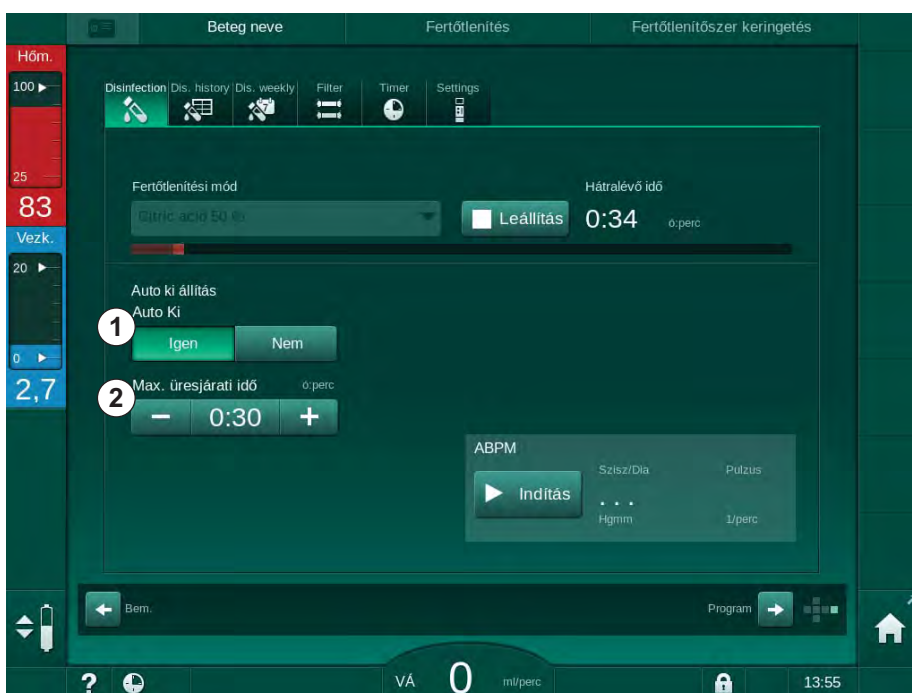 Beteg neve Fertőtlenítés Fertőtlenítőszer keringetés
Hőm.
100
25
83
Vezk.
20
0
2,7
Disinfection Dis. history Dis. weekly Filter Timer Settings
7
Fertőtlenítési mód Hátralévő idő
Citric acid 50 % Leállítás 0:34 ó:perc
Auto ki állítás
Auto Ki
1
Igen Nem
Max. üresjárati idő ó:perc
2
− 0:30 +
ABPM
Szisz/Dia Pulzus
Indítás . . .
Hgmm 1/perc
Bem. Program
? VÁ 0 ml/perc 13:55